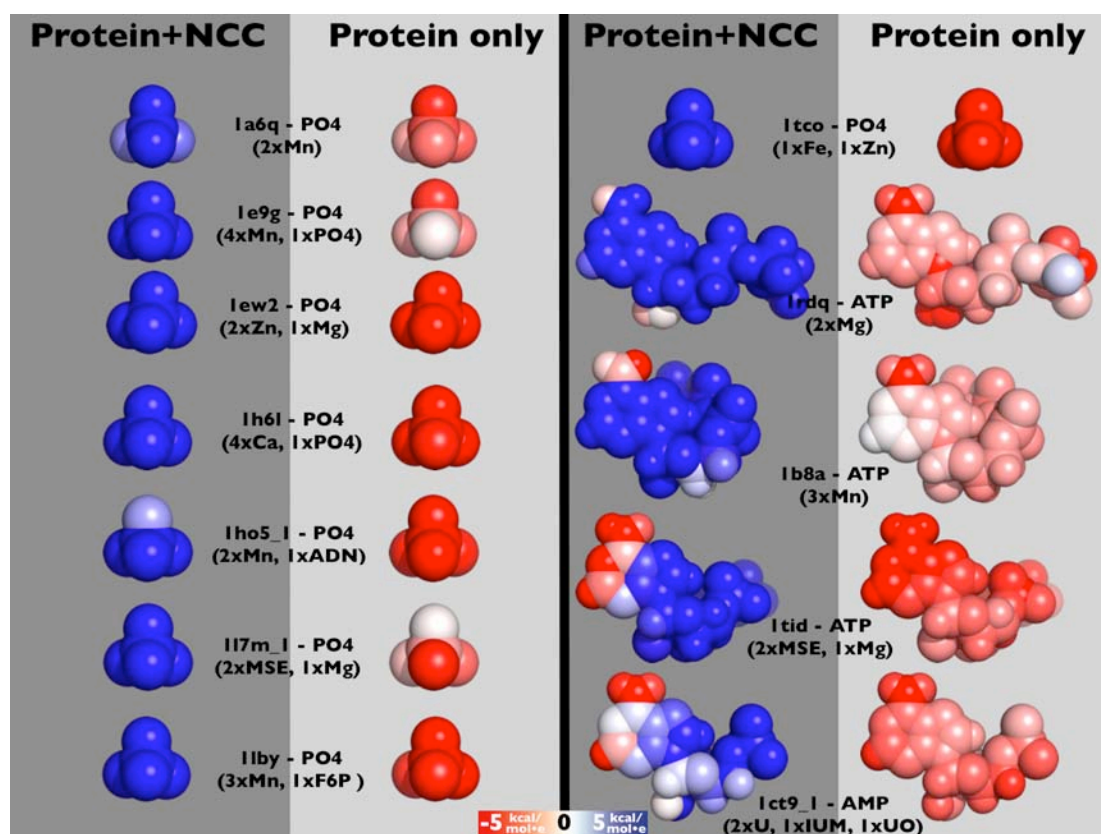 Protein+NCC
Protein only
1a6q - PO4
(2xMn)
1e9g - PO4
(4xMn, 1xPO4)
1ew2 - PO4
(2xZn, 1xMg)
1h6l - PO4
(4xCa, 1xPO4)
1ho5_1 - PO4
(2xMn, 1xADN)
1l7m_1 - PO4
(2xMSE, 1xMg)
1lby - PO4
(3xMn, 1xF6P )
Protein+NCC
Protein only
1tco - PO4
(1xFe, 1xZn)
1rdq - ATP
(2xMg)
1b8a - ATP
(3xMn)
1tid - ATP
(2xMSE, 1xMg)
1ct9_1 - AMP
(2xU, 1xIUM, 1xUO)
-5 kcal/mol•e 0 5 kcal/mol•e